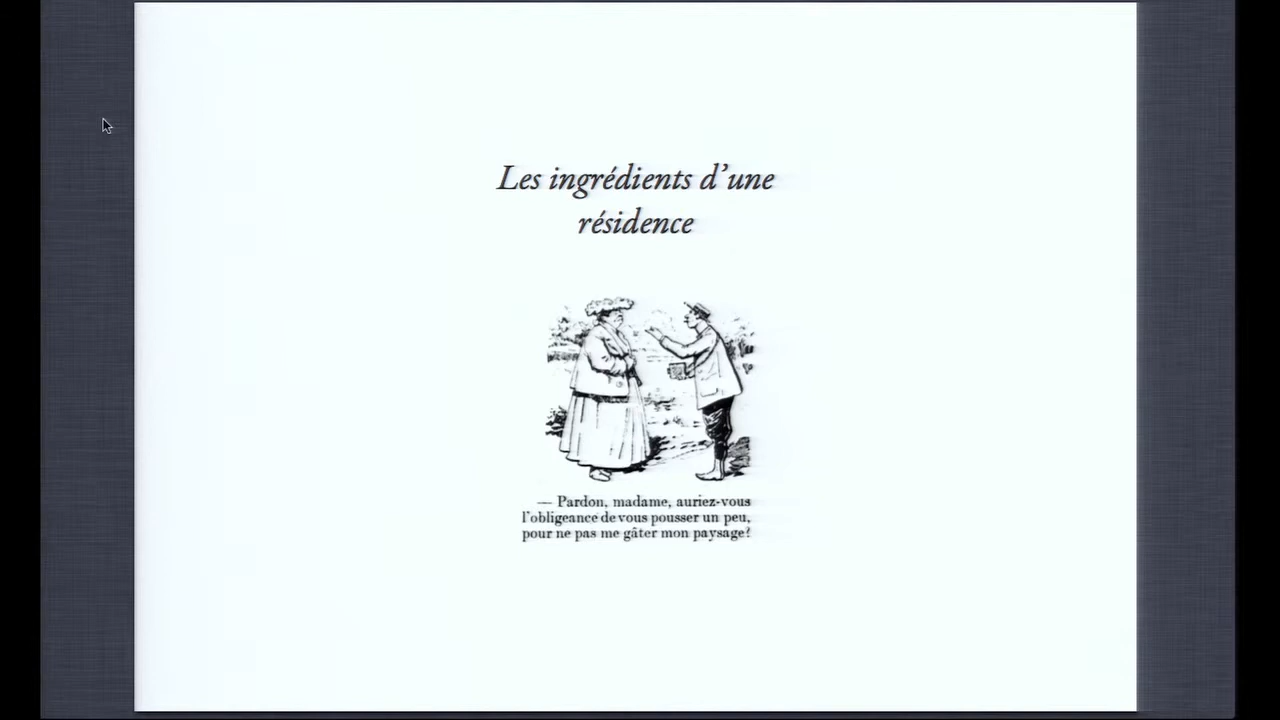 Les ingrédients d’une
résidence
— Pardon, madame, auriez-vous
l'obligeance de vous pousser un peu,
pour ne pas me gâter mon paysage?